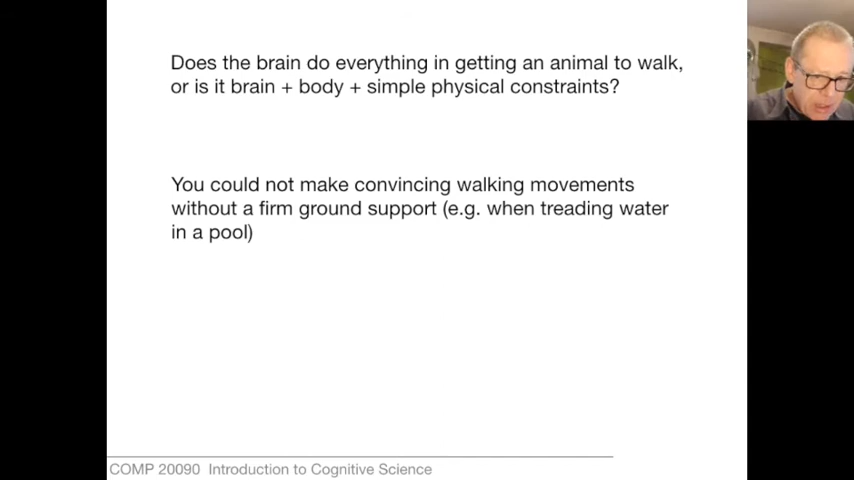 Does the brain do everything in getting an animal to walk,
or is it brain + body + simple physical constraints?
You could not make convincing walking movements
without a firm ground support (e.g. when treading water
in a pool)
COMP 20090 Introduction to Cognitive Science